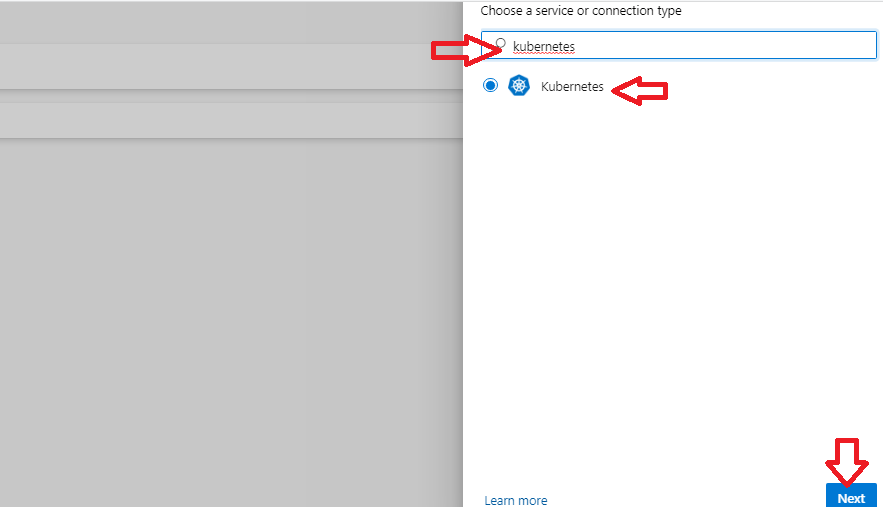 Choose a service or connection type
kubernetes
Kubernetes
Learn more
Next